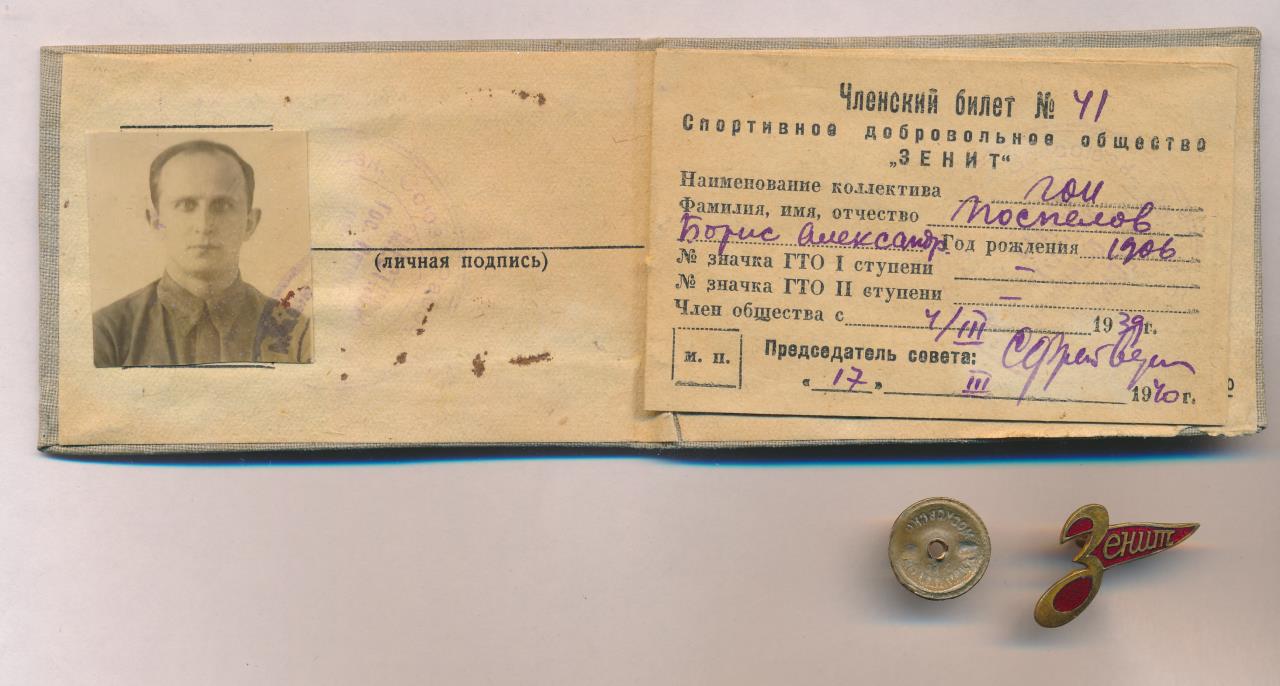 (личная подпись)
Членский билет № 41
Спортивное добровольное общество
„ЗЕНИТ“
Наименование коллектива ГОИ
Фамилия, имя, отчество Поспелов
Борис Александр. Год рождения 1906
№ значка ГТО I ступени –
№ значка ГТО II ступени –
Член общества с 4/III 1939г.
м. п.
Председатель совета:
«17» III 1940 г.
Зенит